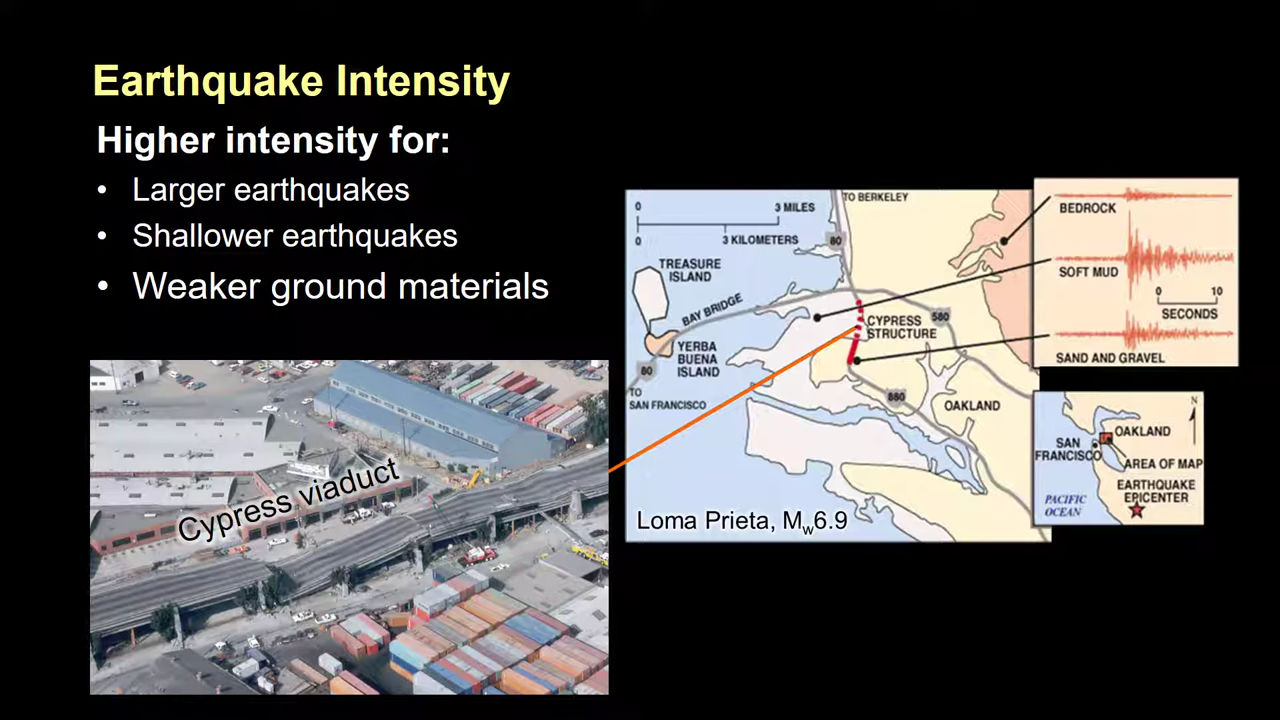 Earthquake Intensity
Higher intensity for:
• Larger earthquakes
• Shallower earthquakes
• Weaker ground materials
Cypress viaduct
TO BERKELEY
0 3 MILES
0 3 KILOMETERS
80
TREASURE
ISLAND
BAY BRIDGE
YERBA
BUENA
ISLAND
80
TO
SAN FRANCISCO
CYPRESS
STRUCTURE
580
880
OAKLAND
Loma Prieta, Mw6.9
BEDROCK
SOFT MUD
0 10
SECONDS
SAND AND GRAVEL
N
OAKLAND
SAN
FRANCISCO
AREA OF MAP
EARTHQUAKE
EPICENTER
PACIFIC
OCEAN